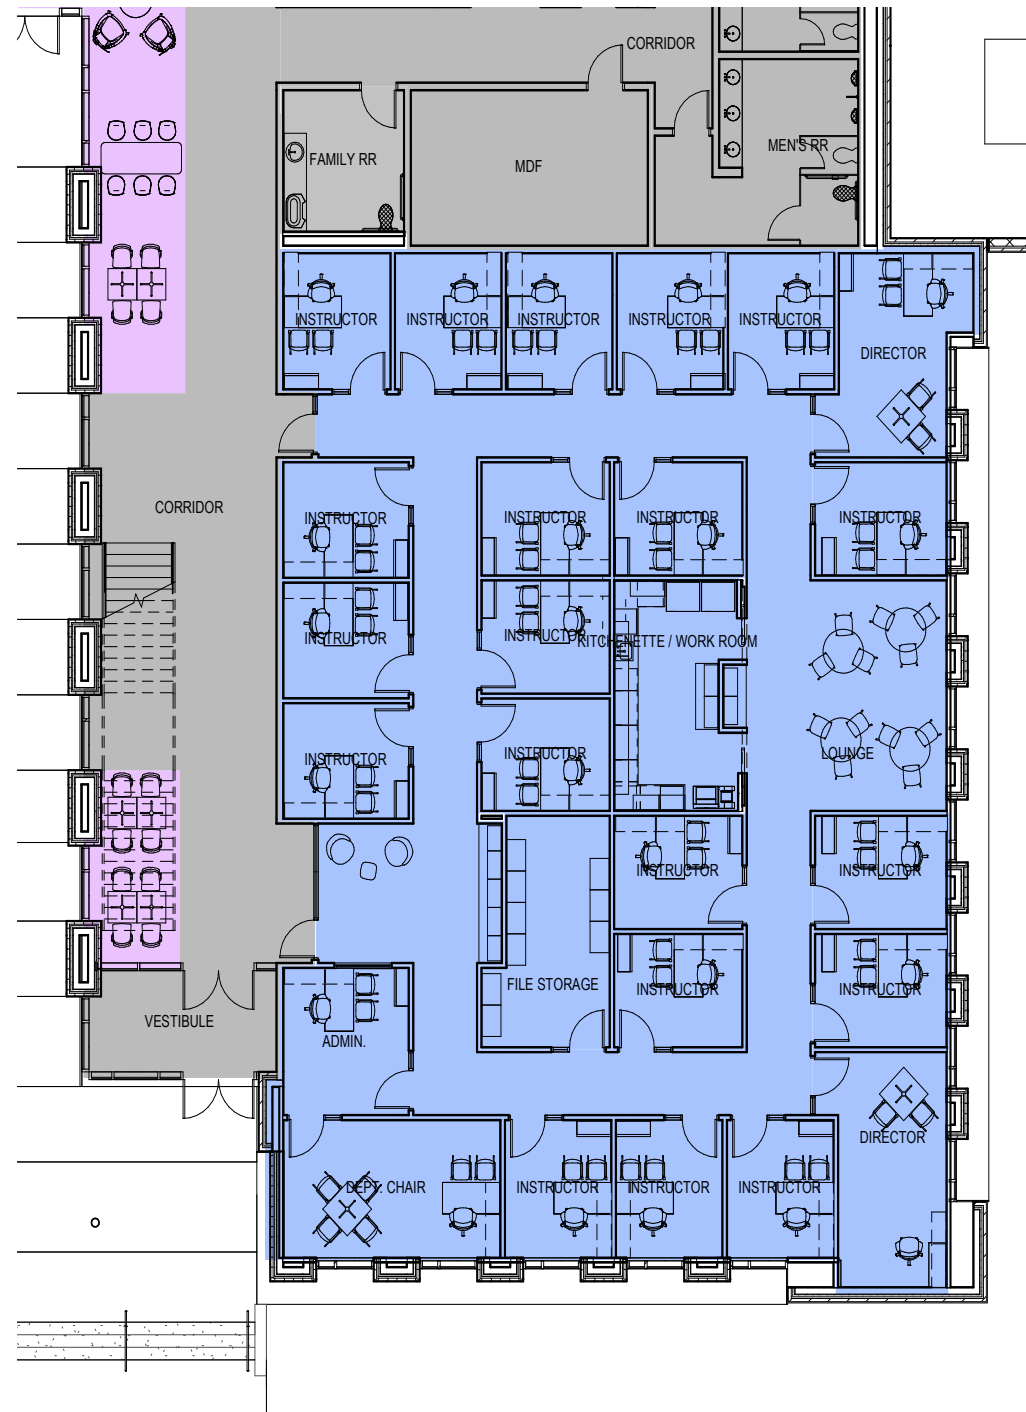 CORRIDOR
MEN'S RR
FAMILY RR
MDF
INSTRUCTOR
INSTRUCTOR
INSTRUCTOR
INSTRUCTOR
INSTRUCTOR
DIRECTOR
CORRIDOR
INSTRUCTOR
INSTRUCTOR
INSTRUCTOR
INSTRUCTOR
INSTRUCTOR
INSTRUCTOR
KITCHENETTE / WORK ROOM
INSTRUCTOR
INSTRUCTOR
LOUNGE
INSTRUCTOR
INSTRUCTOR
FILE STORAGE
INSTRUCTOR
INSTRUCTOR
VESTIBULE
ADMIN.
DIRECTOR
DEPT. CHAIR
INSTRUCTOR
INSTRUCTOR
INSTRUCTOR